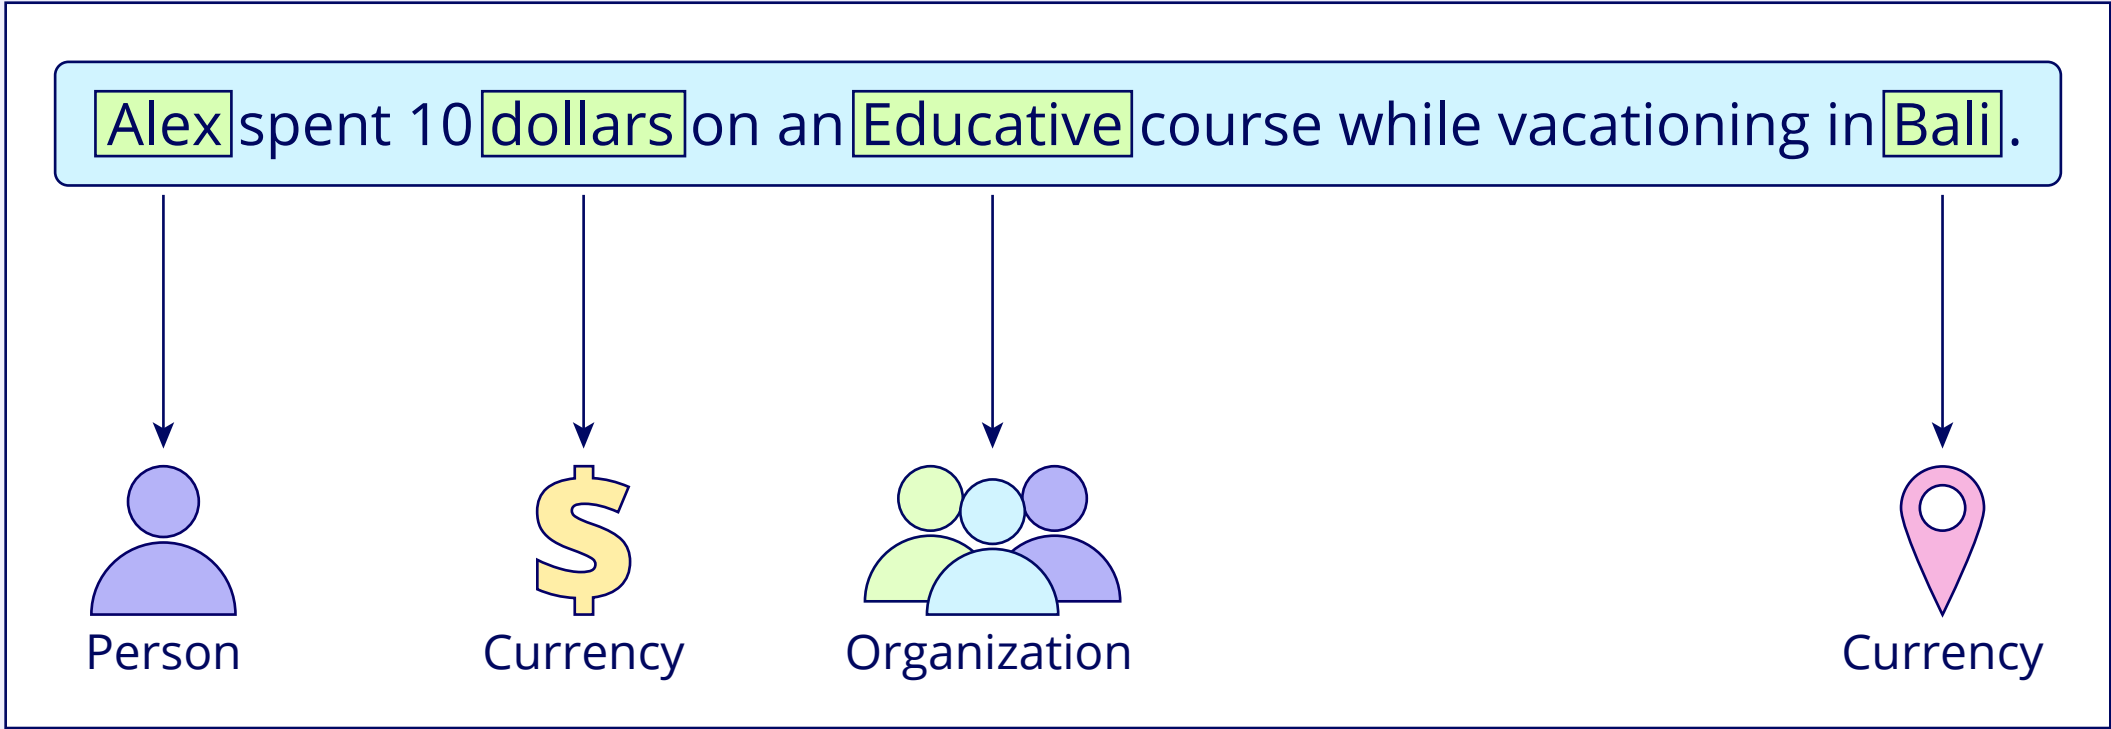 Alex spent 10 dollars on an Educative course while vacationing in Bali.
Person
Currency
Organization
Currency